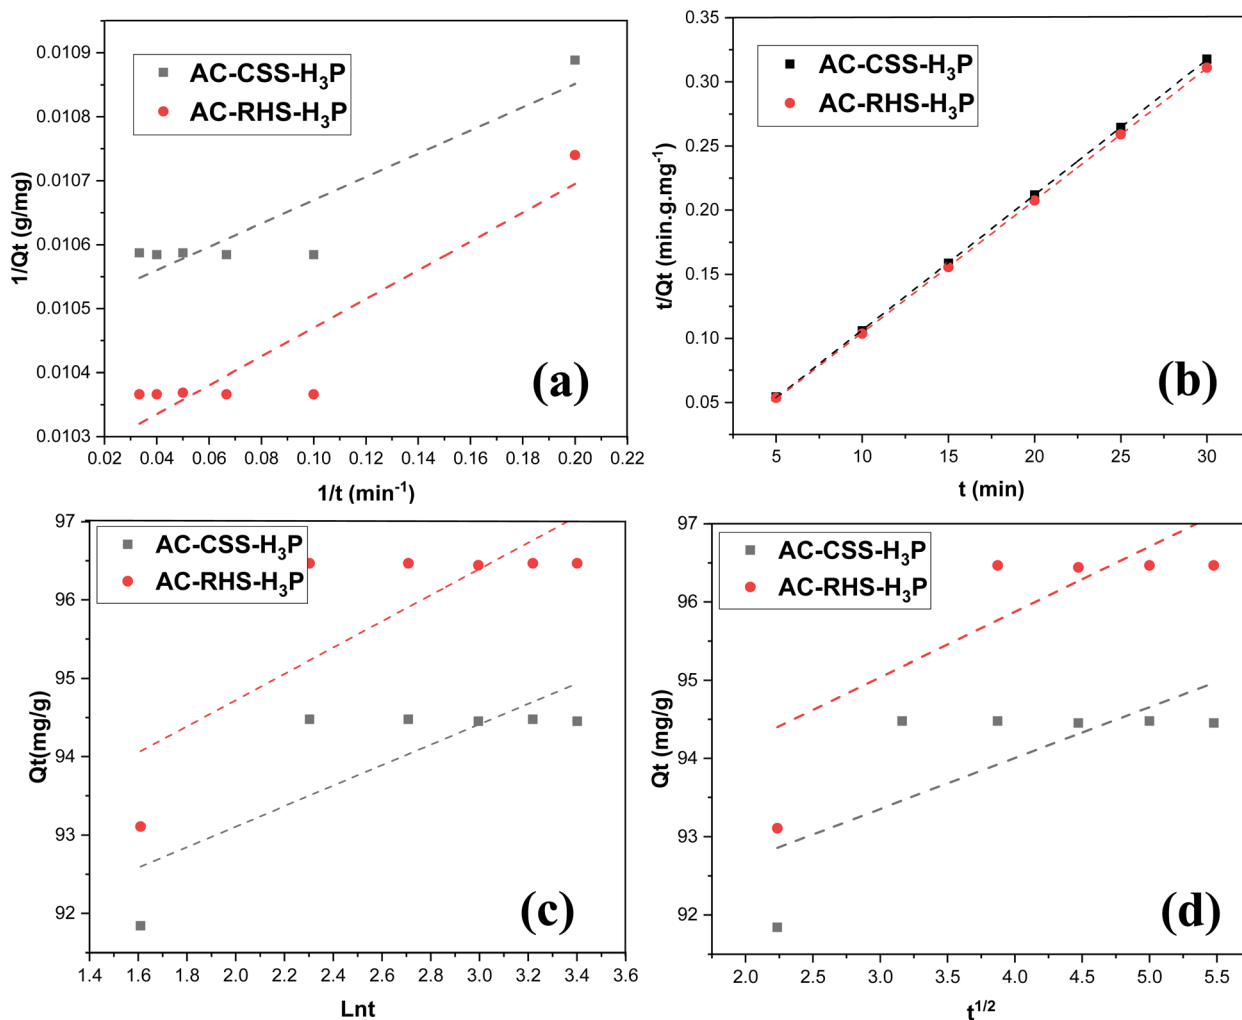 AC-CSS-H₃P
AC-RHS-H₃P
0.0109
0.0108
0.0107
0.0106
0.0105
0.0104
0.0103
1/Qt (g/mg)
0.02 0.04 0.06 0.08 0.10 0.12 0.14 0.16 0.18 0.20 0.22
1/t (min⁻¹)
(a)
AC-CSS-H₃P
AC-RHS-H₃P
0.35
0.30
0.25
0.20
0.15
0.10
0.05
t/Qt (min.g.mg⁻¹)
5 10 15 20 25 30
t (min)
(b)
AC-CSS-H₃P
AC-RHS-H₃P
97
96
95
94
93
92
Qt(mg/g)
1.4 1.6 1.8 2.0 2.2 2.4 2.6 2.8 3.0 3.2 3.4 3.6
Lnt
(c)
AC-CSS-H₃P
AC-RHS-H₃P
97
96
95
94
93
92
Qt (mg/g)
2.0 2.5 3.0 3.5 4.0 4.5 5.0 5.5
t¹/²
(d)